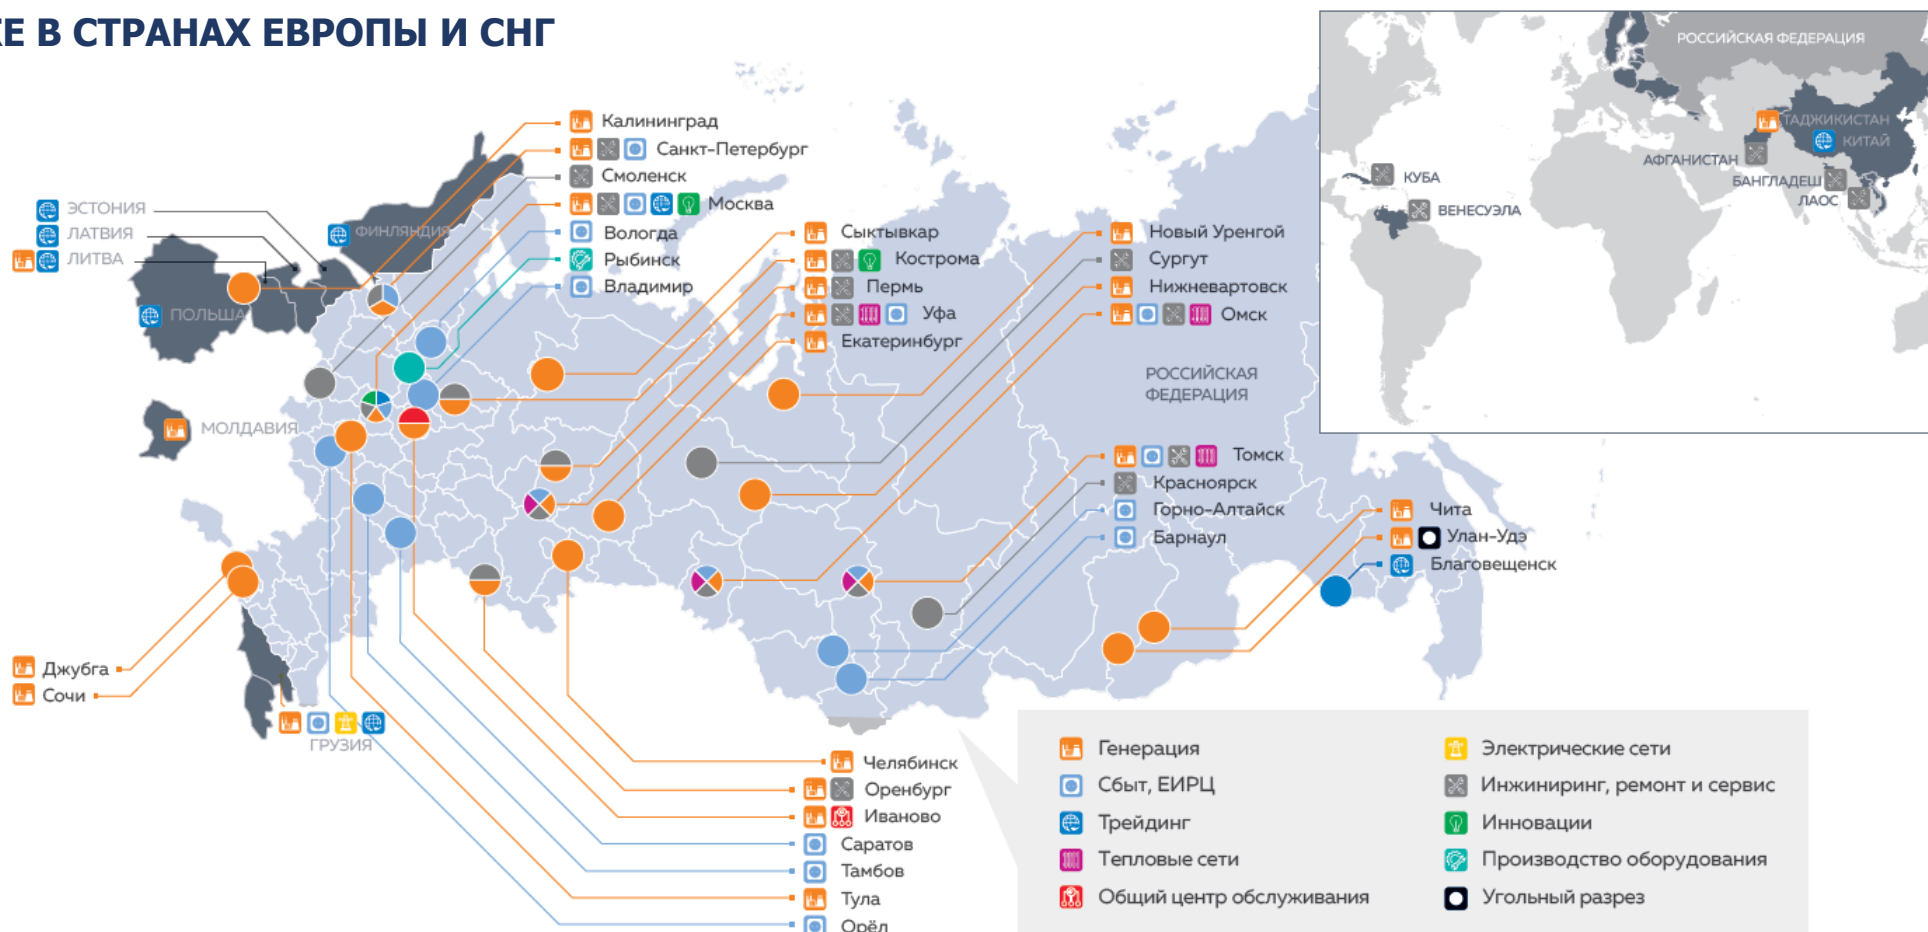 Е В СТРАНАХ ЕВРОПЫ И СНГ
РОССИЙСКАЯ ФЕДЕРАЦИЯ
ТАДЖИКИСТАН
КИТАЙ
АФГАНИСТАН
БАНГЛАДЕШ
ЛАОС
КУБА
ВЕНЕСУЭЛА
Калининград
Санкт-Петербург
Смоленск
Москва
Вологда
Рыбинск
Владимир
ЭСТОНИЯ
ЛАТВИЯ
ЛИТВА
ФИНЛЯНДИЯ
ПОЛЬША
МОЛДАВИЯ
Сыктывкар
Кострома
Пермь
Уфа
Екатеринбург
Новый Уренгой
Сургут
Нижневартовск
Омск
РОССИЙСКАЯ
ФЕДЕРАЦИЯ
Томск
Красноярск
Горно-Алтайск
Барнаул
Чита
Улан-Удэ
Благовещенск
Джубга
Сочи
ГРУЗИЯ
Челябинск
Оренбург
Иваново
Саратов
Тамбов
Тула
Орёл
Генерация
Сбыт, ЕИРЦ
Трейдинг
Тепловые сети
Общий центр обслуживания
Электрические сети
Инжиниринг, ремонт и сервис
Инновации
Производство оборудования
Угольный разрез